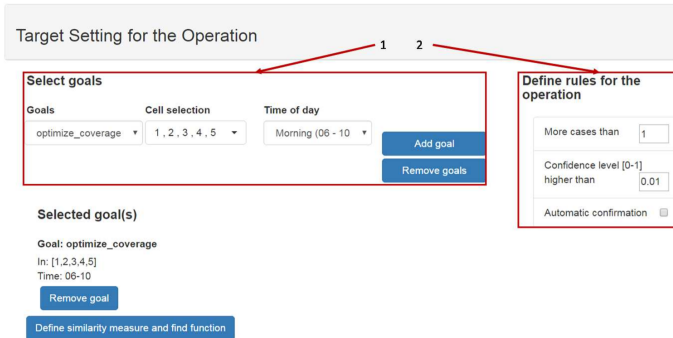 Target Setting for the Operation
1 2
Select goals
Goals Cell selection Time of day
optimize_coverage 1 , 2 , 3 , 4 , 5 Morning (06 - 10
Add goal
Remove goals
Define rules for the
operation
More cases than 1
Confidence level [0-1]
higher than 0.01
Automatic confirmation
Selected goal(s)
Goal: optimize_coverage
In: [1,2,3,4,5]
Time: 06-10
Remove goal
Define similarity measure and find function